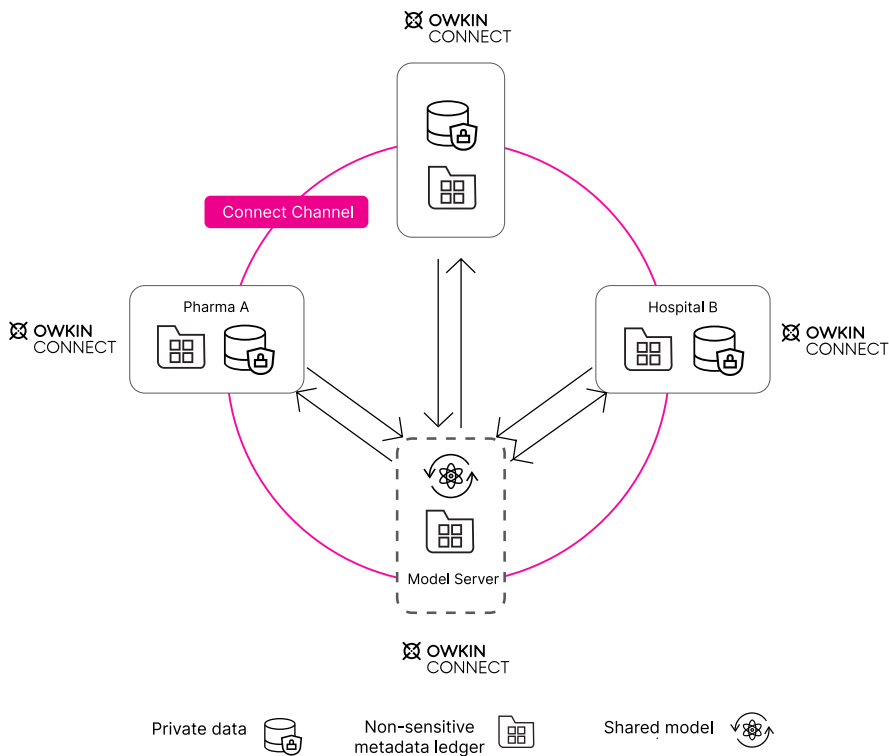 OWKIN
CONNECT
Connect Channel
Pharma A
Hospital B
OWKIN
CONNECT
OWKIN
CONNECT
Model Server
OWKIN
CONNECT
Private data
Non-sensitive
metadata ledger
Shared model